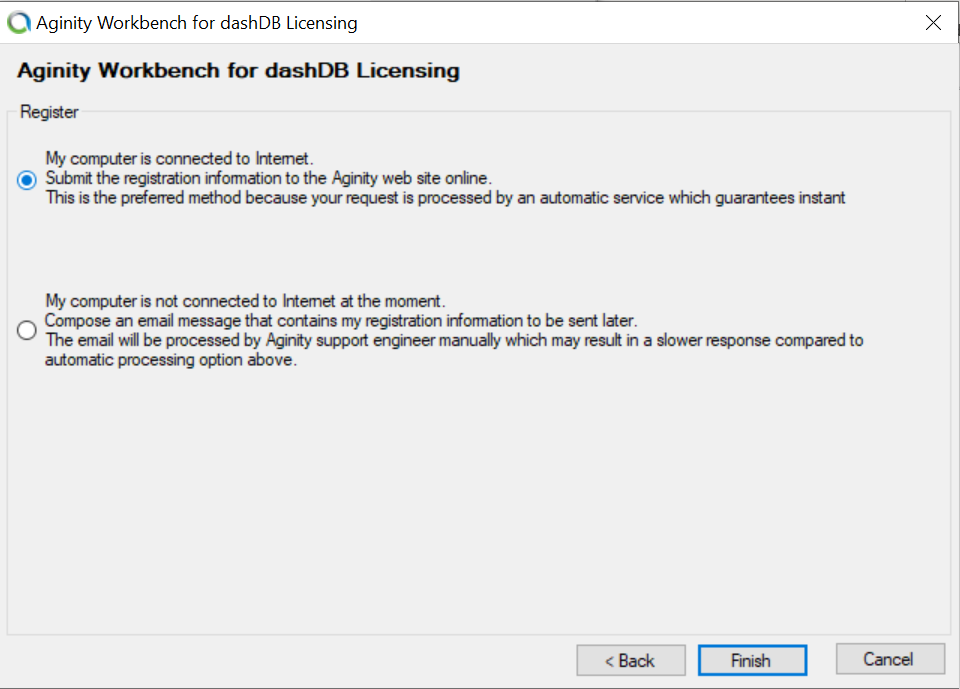 Aginity Workbench for dashDB Licensing
Aginity Workbench for dashDB Licensing
Register
My computer is connected to Internet.
Submit the registration information to the Aginity web site online.
This is the preferred method because your request is processed by an automatic service which guarantees instant
My computer is not connected to Internet at the moment.
Compose an email message that contains my registration information to be sent later.
The email will be processed by Aginity support engineer manually which may result in a slower response compared to
automatic processing option above.
< Back
Finish
Cancel